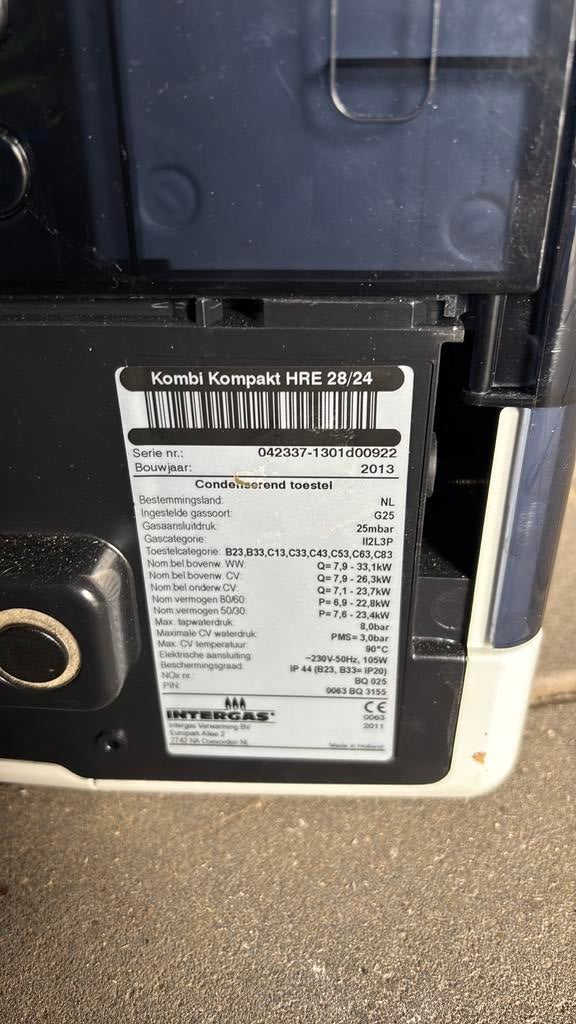 Kombi Kompakt HRE 28/24
Serie nr.: 042337-1301d00922
Bouwjaar: 2013
Condenserend toestel
Bestemmingsland: NL
Ingestelde gassoort: G25
Gasaansluitdruk: 25mbar
Gascategorie: II2L3P
Toestelcategorie: B23,B33,C13,C33,C43,C53,C63,C83
Nom bel bovenw. WW: Q= 7,9 - 33,1kW
Nom bel bovenw. CV: Q= 7,9 - 26,3kW
Nom bel onderw. CV: Q= 7,1 - 23,7kW
Nom vermogen 80/60: P= 6,9 - 22,8kW
Nom.vermogen 50/30: P= 7,6 - 23,4kW
Max. tapwaterdruk: 8,0bar
Maximale CV waterdruk: PMS= 3,0bar
Max. CV temperatuur: 90°C
Elektrische aansluiting: ~230V-50Hz, 105W
Beschermingsgraad: IP 44 (B23, B33= IP20)
NOx nr.: BQ 025
PIN: 0063 BQ 3155
INTERGAS CE
0063
2011
Intergas Verwarming BV
Europark Allee 2
7742 NA Coevorden NL
Made in Holland